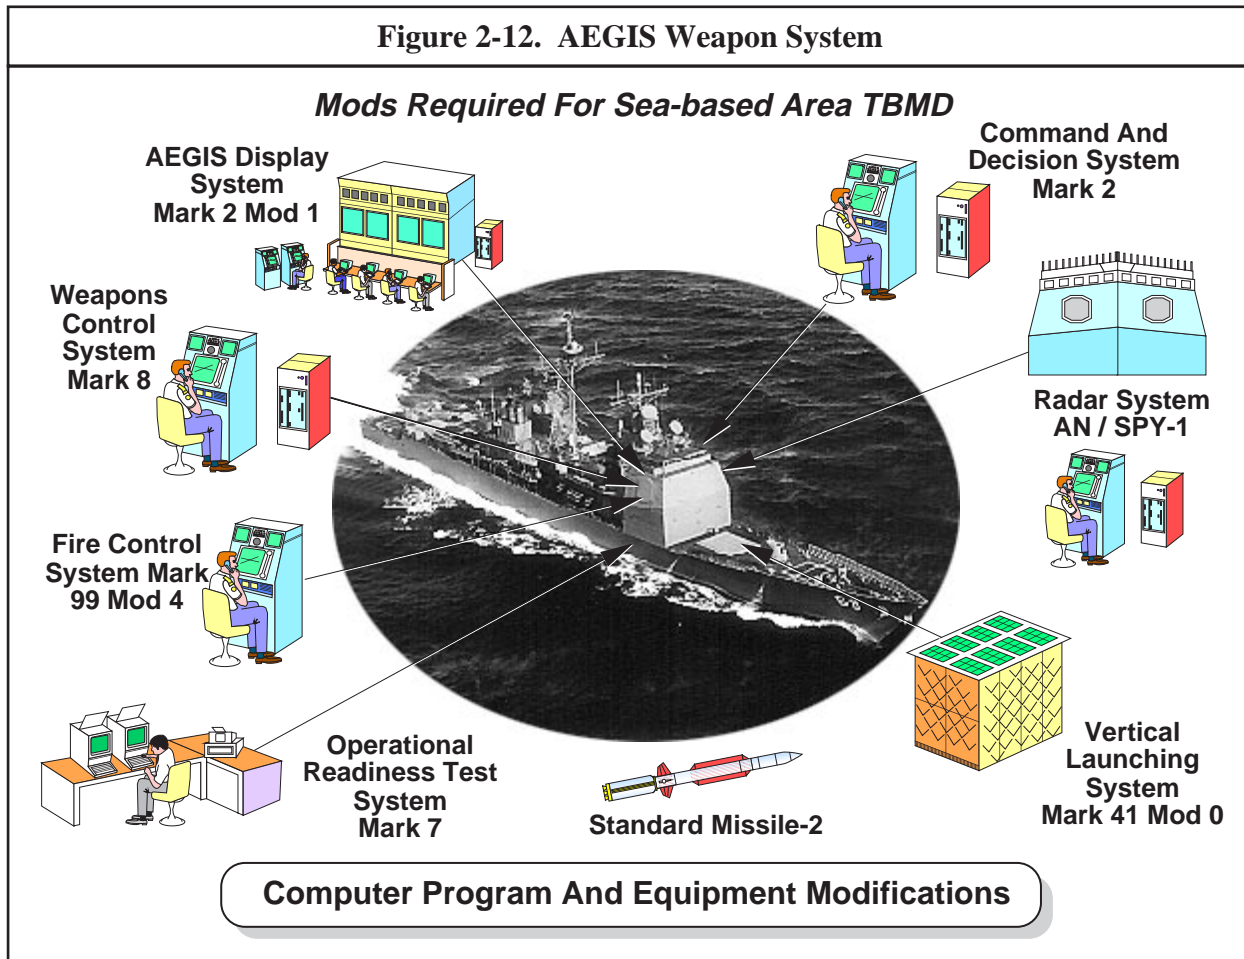 Figure 2-12.  AEGIS Weapon System
Mods Required For Sea-based Area TBMD
AEGIS Display
System
Mark 2 Mod 1
Command And
Decision System
Mark 2
Weapons
Control
System
Mark 8
Radar System
AN / SPY-1
Fire Control
System Mark
99 Mod 4
Operational
Readiness Test
System
Mark 7
Standard Missile-2
Vertical
Launching
System
Mark 41 Mod 0
Computer Program And Equipment Modifications